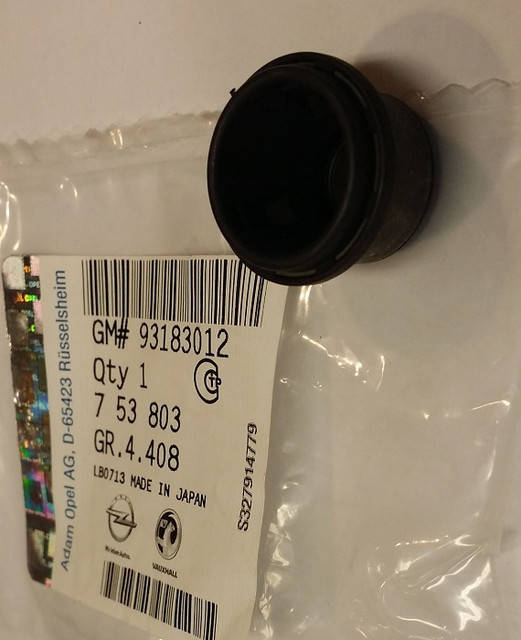 GM# 93183012
Qty 1
7 53 803
GR.4.408
LB0713 MADE IN JAPAN
VAUXHALL
Adam Opel AG, D-65423 Rüsselsheim
S327914779